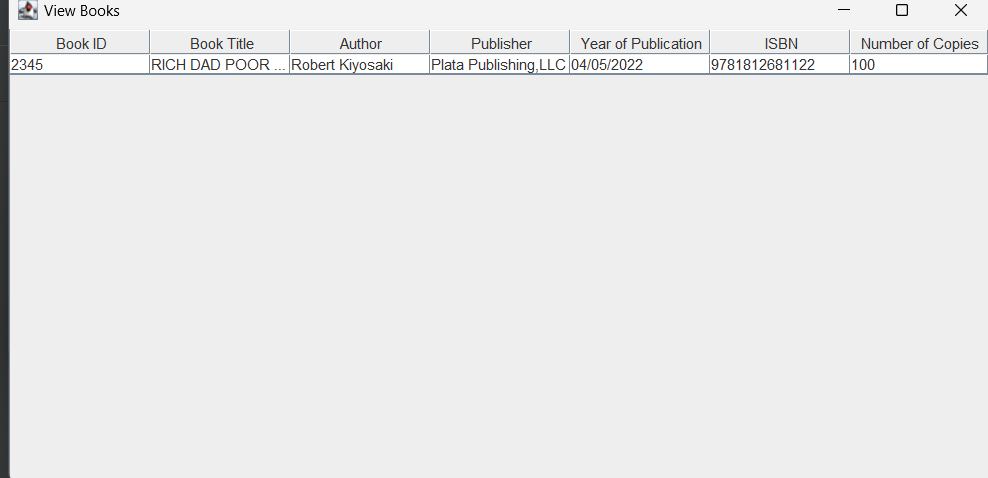 View Books
Book ID Book Title Author Publisher Year of Publication ISBN Number of Copies
2345 RICH DAD POOR ... Robert Kiyosaki Plata Publishing,LLC 04/05/2022 9781812681122 100